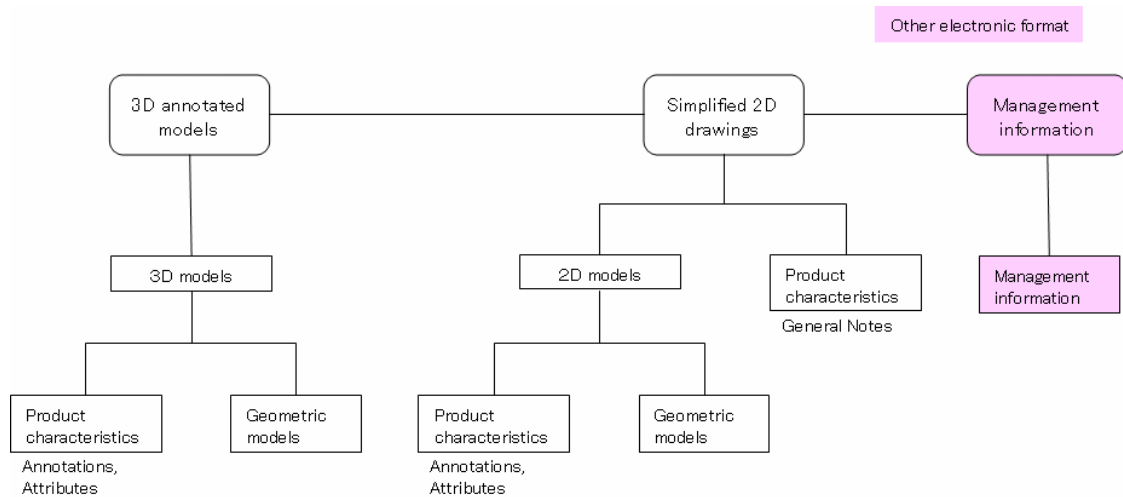 Other electronic format
3D annotated
models
Simplified 2D
drawings
Management
information
3D models
2D models
Product
characteristics
General Notes
Management
information
Product
characteristics
Annotations,
Attributes
Geometric
models
Product
characteristics
Annotations,
Attributes
Geometric
models